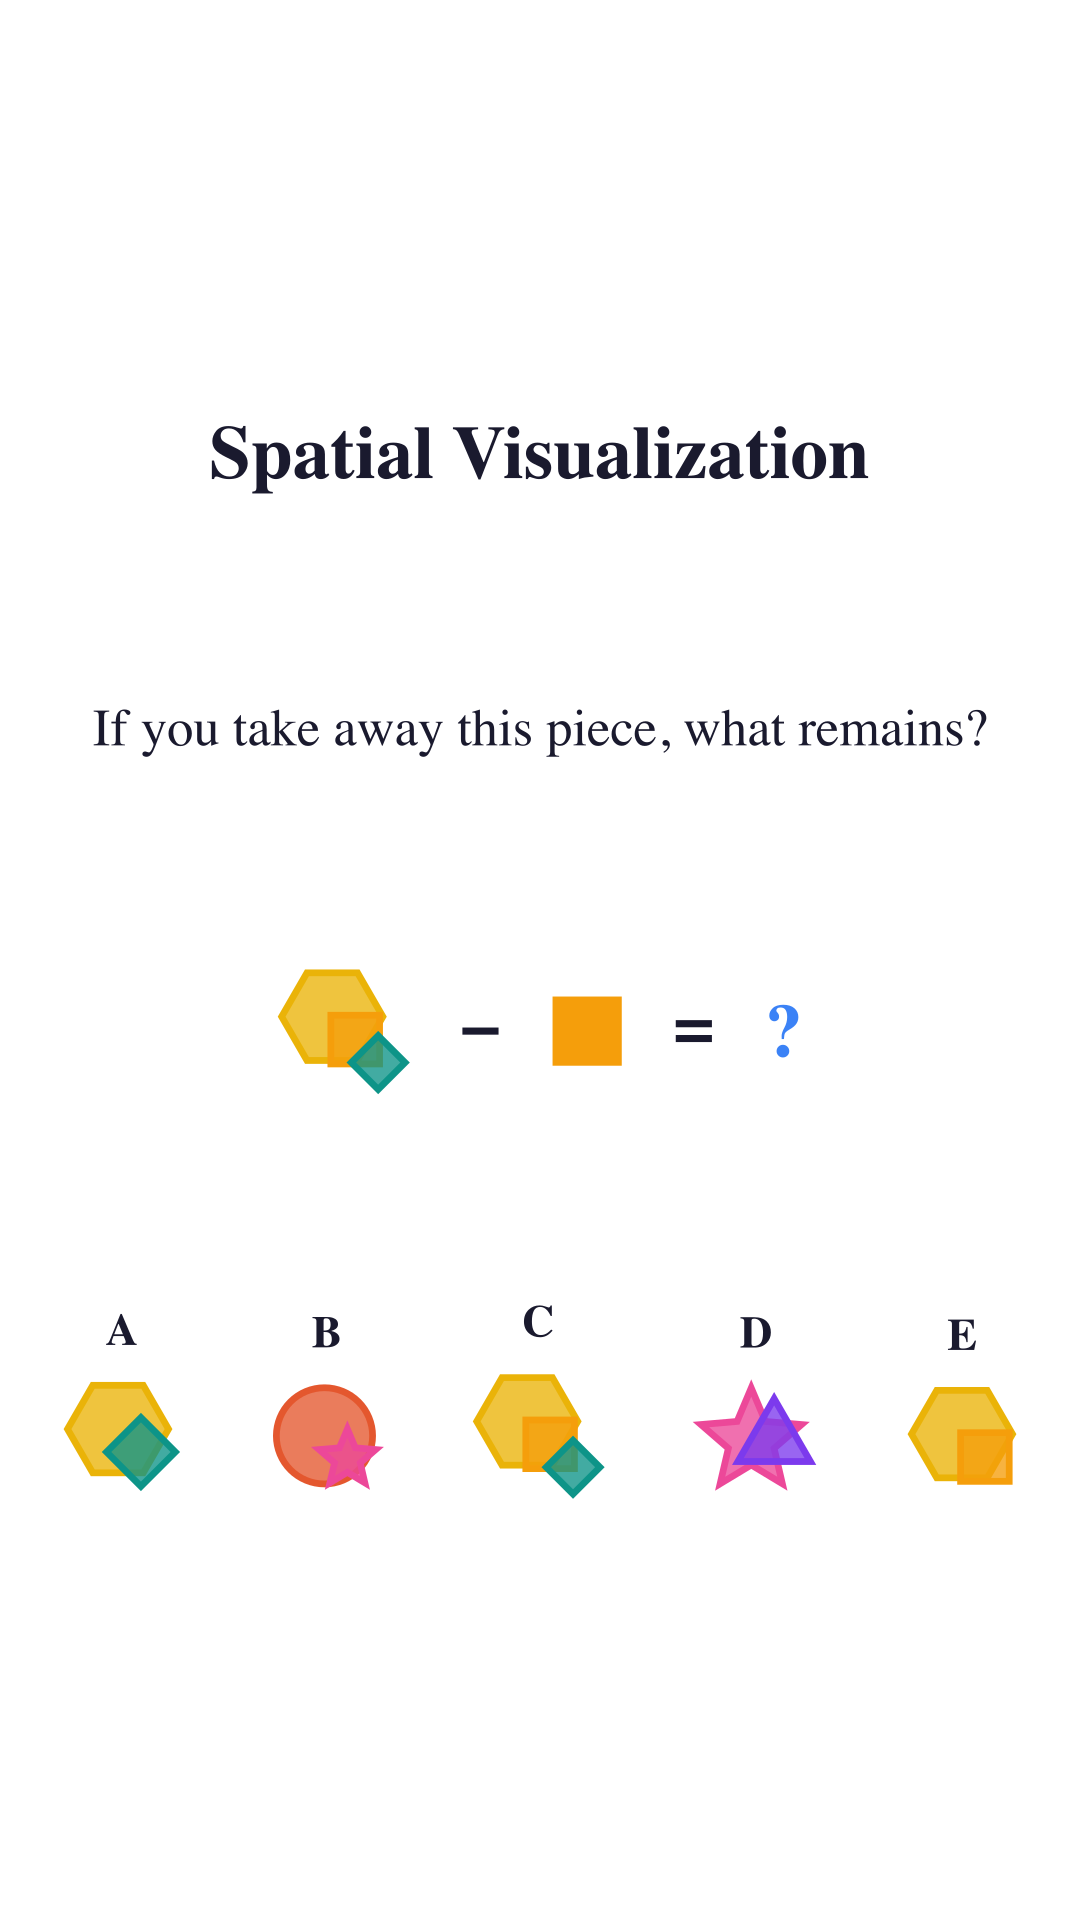 Spatial Visualization
If you take away this piece, what remains?
– = ?
A B C D E